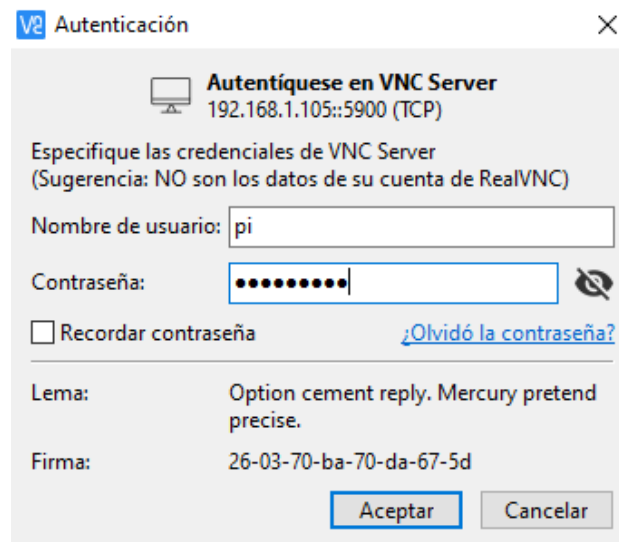 V2 Autenticación
Autentíquese en VNC Server
192.168.1.105::5900 (TCP)
Especifique las credenciales de VNC Server
(Sugerencia: NO son los datos de su cuenta de RealVNC)
Nombre de usuario: pi
Contraseña: •••••••••
Recordar contraseña ¿Olvidó la contraseña?
Lema: Option cement reply. Mercury pretend
precise.
Firma: 26-03-70-ba-70-da-67-5d
Aceptar Cancelar